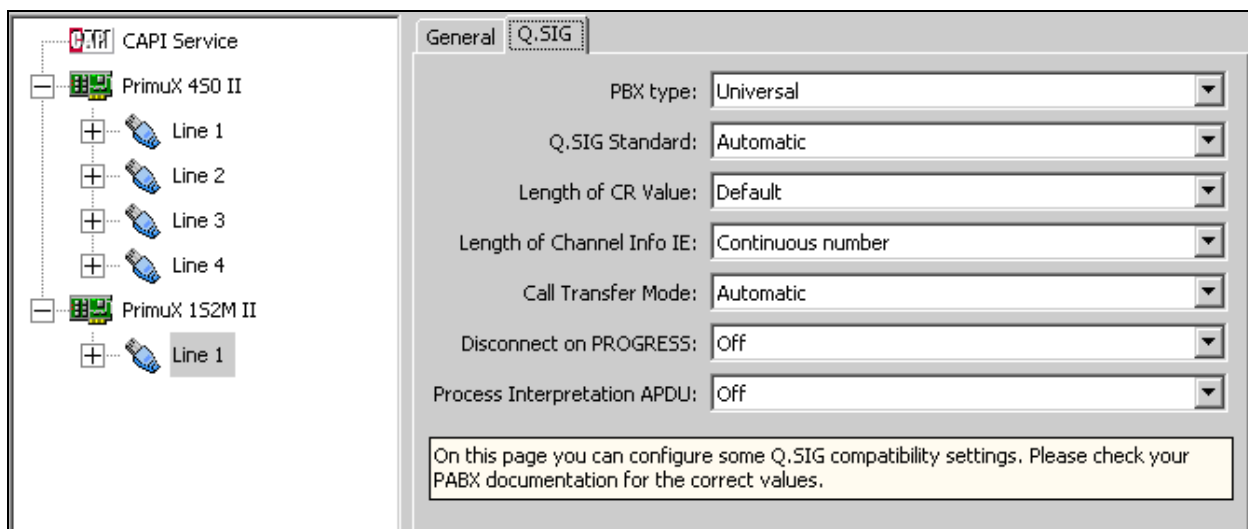 CAPI CAPI Service
PrimuX 4S0 II
Line 1
Line 2
Line 3
Line 4
PrimuX 1S2M II
Line 1
General
Q.SIG
PBX type: Universal
Q.SIG Standard: Automatic
Length of CR Value: Default
Length of Channel Info IE: Continuous number
Call Transfer Mode: Automatic
Disconnect on PROGRESS: Off
Process Interpretation APDU: Off
On this page you can configure some Q.SIG compatibility settings. Please check your
PABX documentation for the correct values.